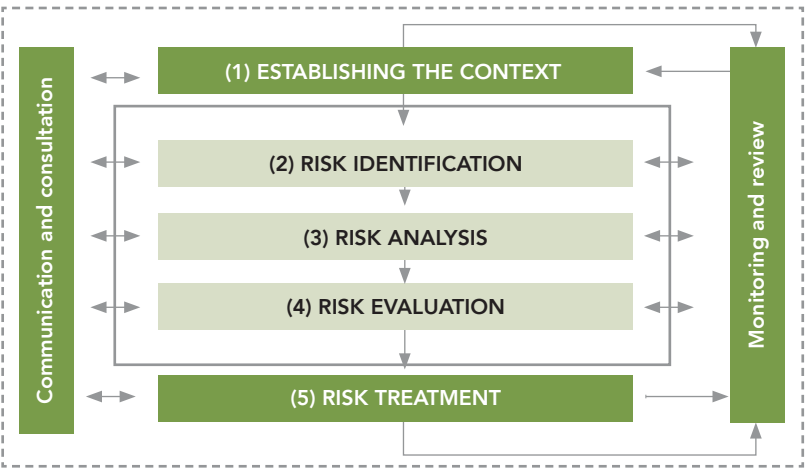 (1) ESTABLISHING THE CONTEXT
Communication and consultation
(2) RISK IDENTIFICATION
(3) RISK ANALYSIS
(4) RISK EVALUATION
Monitoring and review
(5) RISK TREATMENT